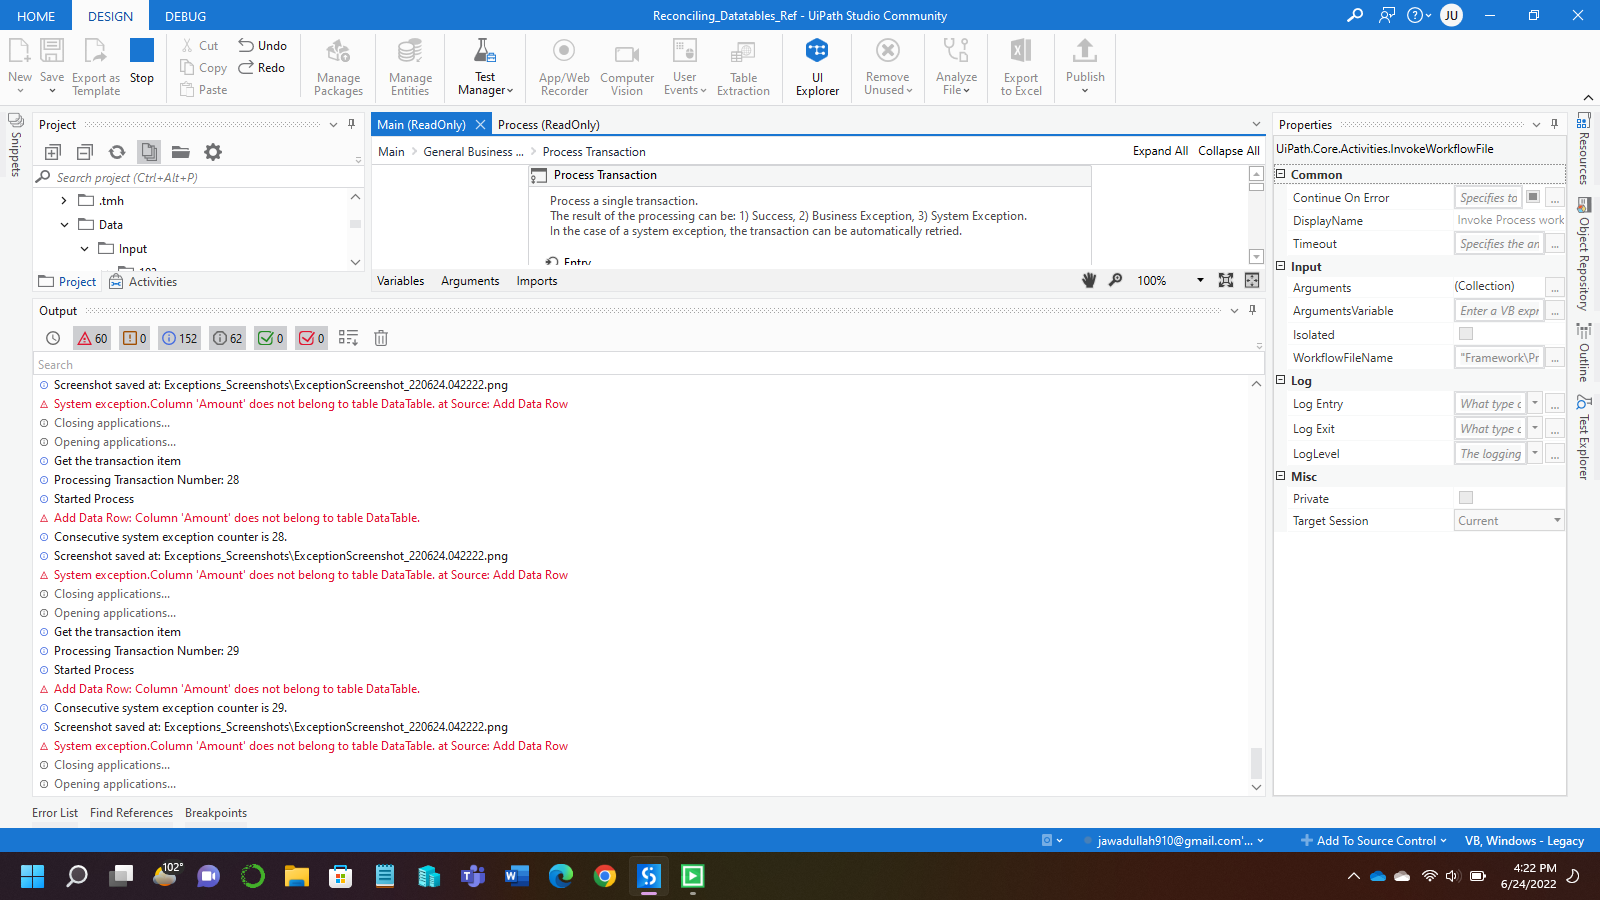 HOME DESIGN DEBUG
Reconciling_Datatables_Ref - UiPath Studio Community
JU
New
Save
Export as
Template
Stop
Cut
Copy
Paste
Undo
Redo
Manage
Packages
Manage
Entities
Test
Manager
App/Web
Recorder
Computer
Vision
User
Events
Table
Extraction
UI
Explorer
Remove
Unused
Analyze
File
Export
to Excel
Publish
Snippets
Project
Search project (Ctrl+Alt+P)
.tmh
Data
Input
Project Activities
Main (ReadOnly) Process (ReadOnly)
Main General Business ... Process Transaction
Expand All Collapse All
Process Transaction
Process a single transaction.
The result of the processing can be: 1) Success, 2) Business Exception, 3) System Exception.
In the case of a system exception, the transaction can be automatically retried.
Entry
Variables Arguments Imports
100%
Output
60 0 152 62 0 0
Search
Screenshot saved at: Exceptions_Screenshots\ExceptionScreenshot_220624.042222.png
System exception.Column 'Amount' does not belong to table DataTable. at Source: Add Data Row
Closing applications...
Opening applications...
Get the transaction item
Processing Transaction Number: 28
Started Process
Add Data Row: Column 'Amount' does not belong to table DataTable.
Consecutive system exception counter is 28.
Screenshot saved at: Exceptions_Screenshots\ExceptionScreenshot_220624.042222.png
System exception.Column 'Amount' does not belong to table DataTable. at Source: Add Data Row
Closing applications...
Opening applications...
Get the transaction item
Processing Transaction Number: 29
Started Process
Add Data Row: Column 'Amount' does not belong to table DataTable.
Consecutive system exception counter is 29.
Screenshot saved at: Exceptions_Screenshots\ExceptionScreenshot_220624.042222.png
System exception.Column 'Amount' does not belong to table DataTable. at Source: Add Data Row
Closing applications...
Opening applications...
Error List Find References Breakpoints
Properties
UiPath.Core.Activities.InvokeWorkflowFile
Common
Continue On Error Specifies to ...
DisplayName Invoke Process work
Timeout Specifies the an ...
Input
Arguments (Collection) ...
ArgumentsVariable Enter a VB expr ...
Isolated
WorkflowFileName "Framework\Pr ...
Log
Log Entry What type c ...
Log Exit What type c ...
LogLevel The logging ...
Misc
Private
Target Session Current
Resources
Object Repository
Outline
Test Explorer
jawadullah910@gmail.com'...
Add To Source Control
VB, Windows - Legacy
102°
4:22 PM
6/24/2022